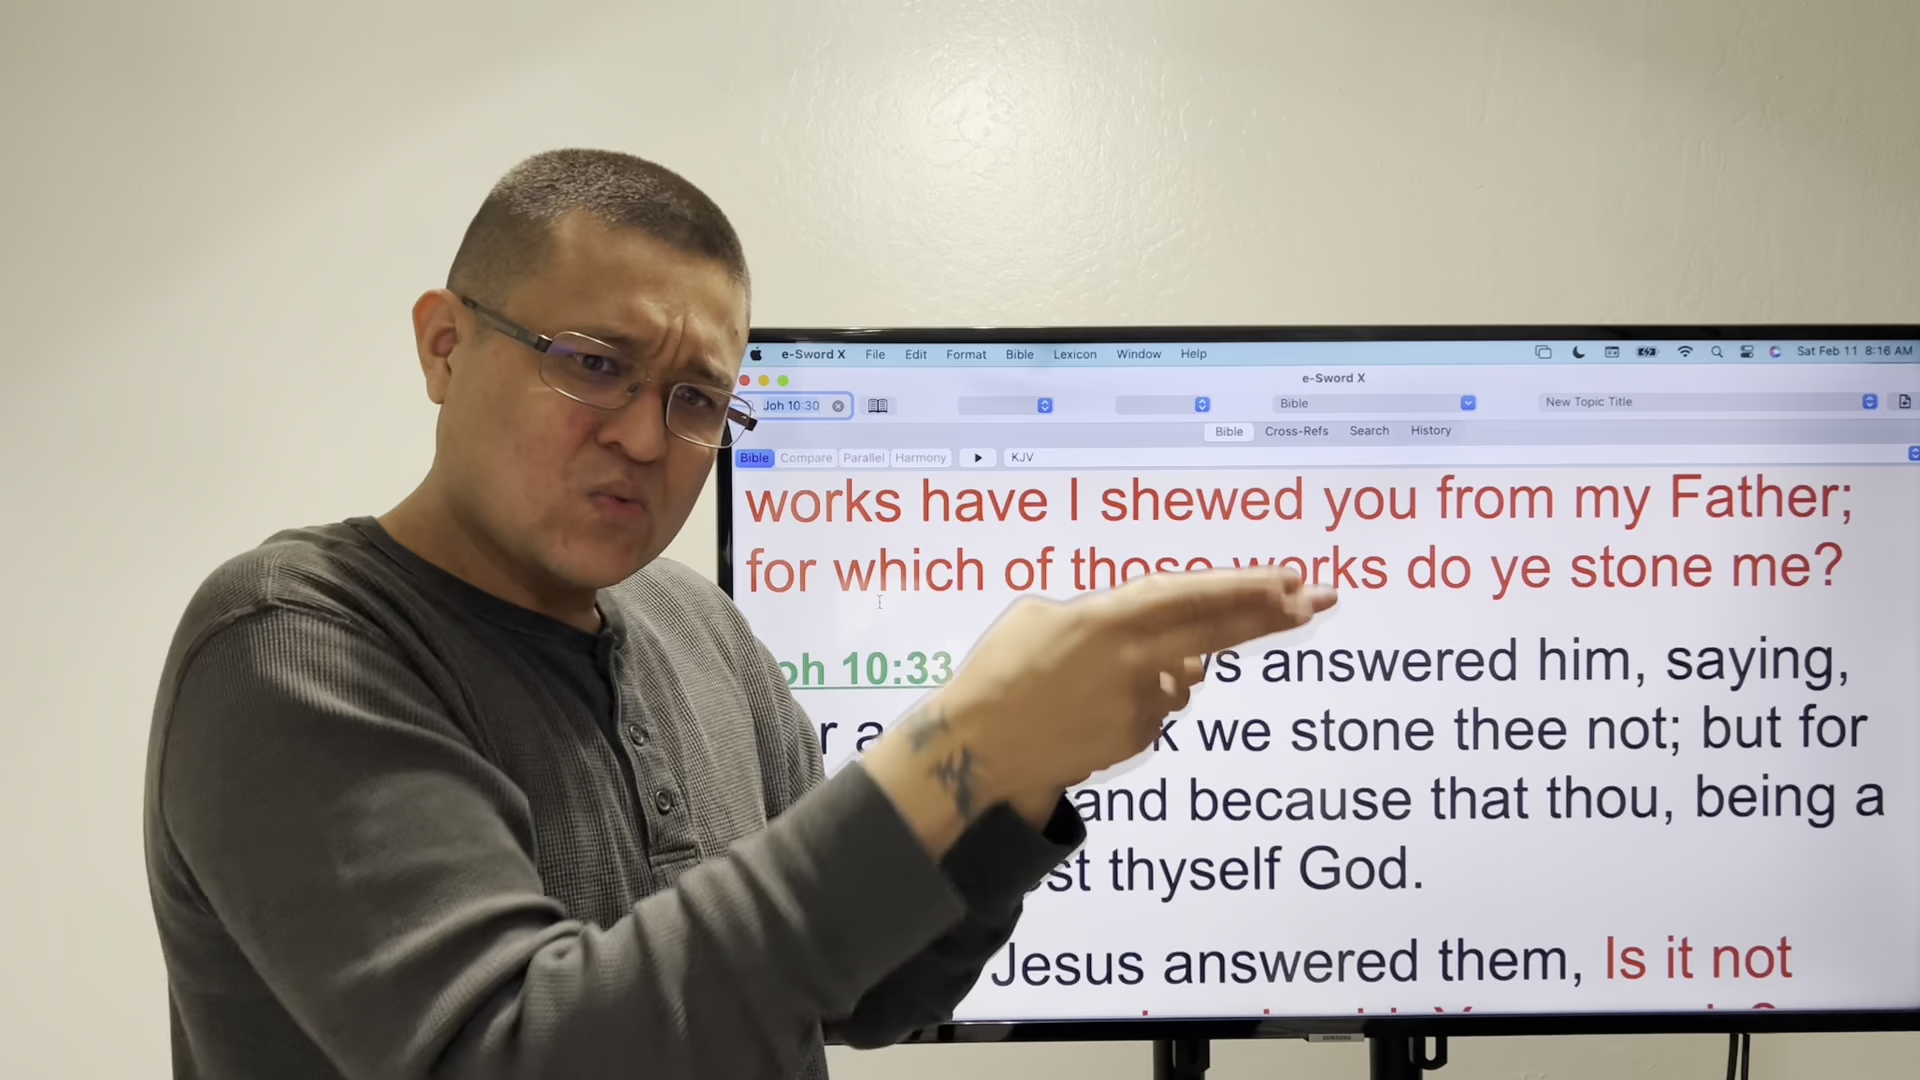 e-Sword X File Edit Format Bible Lexicon Window Help Sat Feb 11 8:16 AM
e-Sword X
Joh 10:30 Bible New Topic Title
Bible Cross-Refs Search History
Bible Compare Parallel Harmony KJV
works have I shewed you from my Father;
for which of those works do ye stone me?
oh 10:33 answered him, saying,
we stone thee not; but for
and because that thou, being a
thyself God.
Jesus answered them, Is it not
SAMSUNG